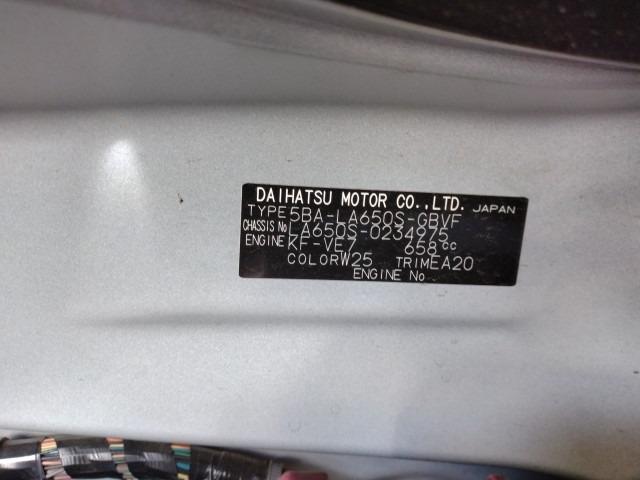 DAIHATSU MOTOR CO.,LTD. JAPAN
TYPE 5BA-LA650S-GBVF
CHASSIS No LA650S-0234975
ENGINE KF-VE7 658cc
COLOR W25 TRIM EA20
ENGINE No